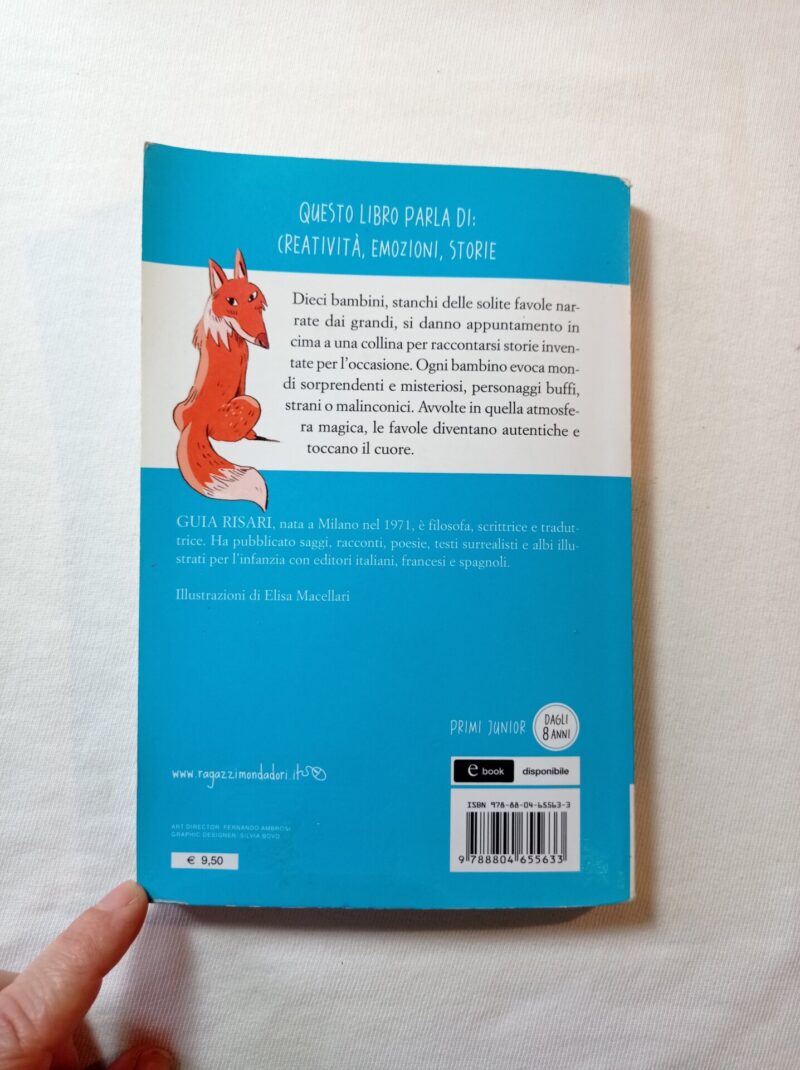 QUESTO LIBRO PARLA DI:
CREATIVITÀ, EMOZIONI, STORIE
Dieci bambini, stanchi delle solite favole nar-
rate dai grandi, si danno appuntamento in
cima a una collina per raccontarsi storie inven-
tate per l'occasione. Ogni bambino evoca mon-
di sorprendenti e misteriosi, personaggi buffi,
strani o malinconici. Avvolte in quella atmosfe-
ra magica, le favole diventano autentiche e
toccano il cuore.
GUIA RISARI, nata a Milano nel 1971, è filosofa, scrittrice e tradut-
trice. Ha pubblicato saggi, racconti, poesie, testi surrealisti e albi illu-
strati per l'infanzia con editori italiani, francesi e spagnoli.
Illustrazioni di Elisa Macellari
PRIMI JUNIOR
DAGLI
8 ANNI
www.ragazzimondadori.it
e book disponibile
ISBN 978-88-04-65563-3
ART DIRECTOR: FERNANDO AMBROSI
GRAPHIC DESIGNER: SILVIA BOVO
€ 9,50
9 788804 655633